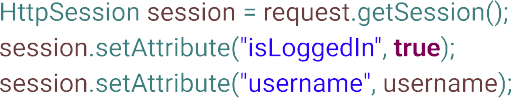 HttpSession session = request.getSession();
session.setAttribute("isLoggedIn", true);
session.setAttribute("username", username);